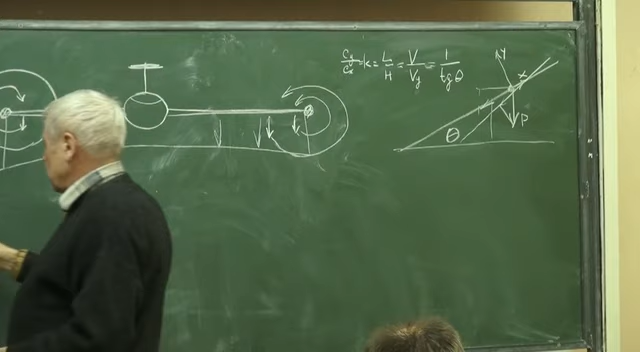 Cy/Cx = k = L/H = V/Vy = 1/tg θ
y
x
P
θ